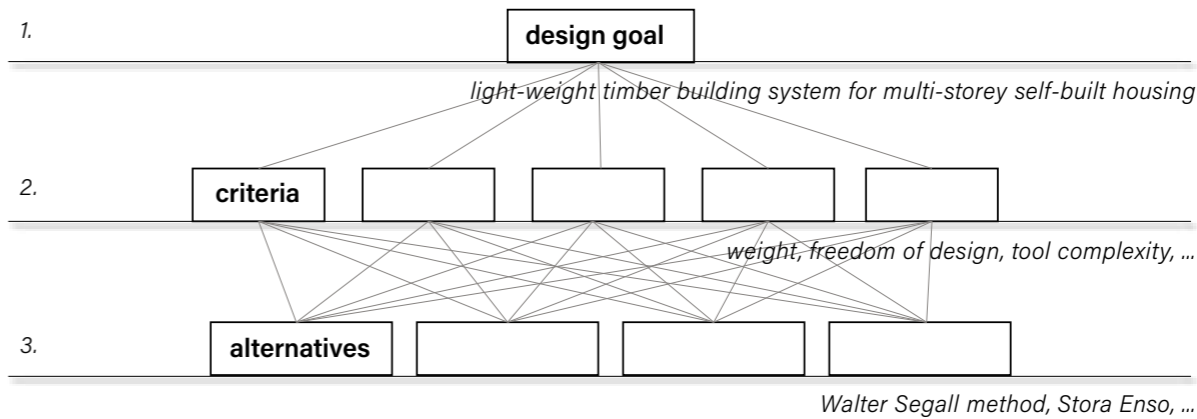 1.
design goal
light-weight timber building system for multi-storey self-built housing
2.
criteria
weight, freedom of design, tool complexity, ...
3.
alternatives
Walter Segall method, Stora Enso, ...